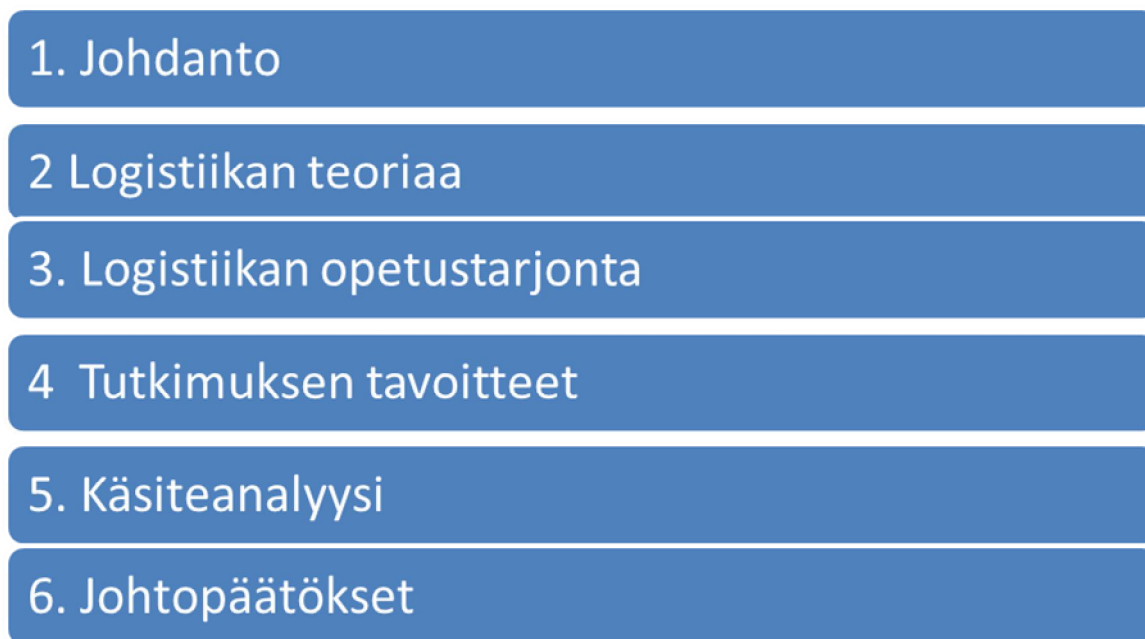 1. Johdanto
2 Logistiikan teoriaa
3. Logistiikan opetustarjonta
4  Tutkimuksen tavoitteet
5. Käsiteanalyysi
6. Johtopäätökset